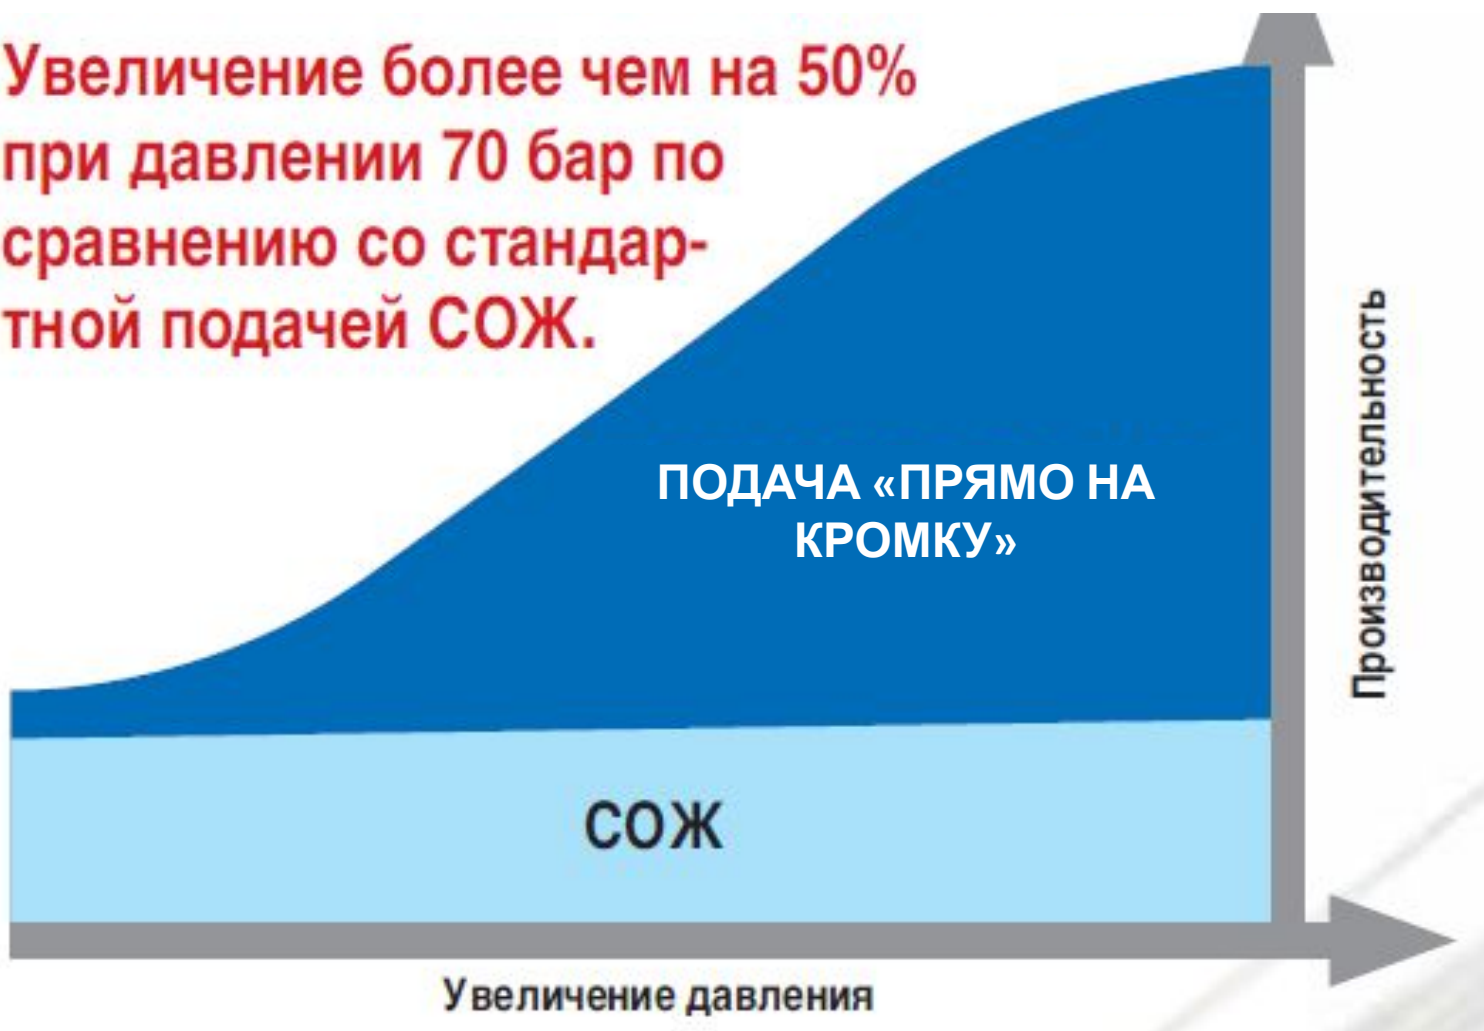 Увеличение более чем на 50%
при давлении 70 бар по
сравнению со стандар-
тной подачей СОЖ.
ПОДАЧА «ПРЯМО НА
КРОМКУ»
СОЖ
Производительность
Увеличение давления